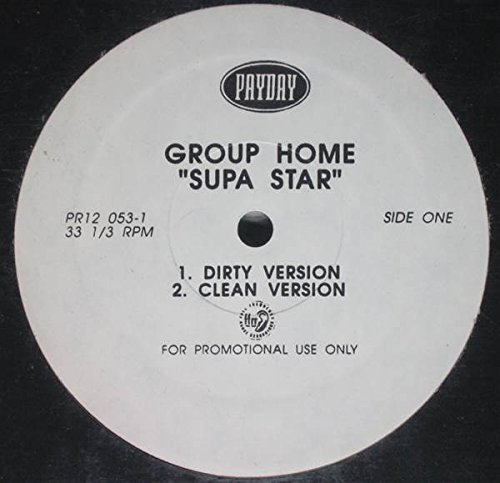 PAYDAY
GROUP HOME
"SUPA STAR"
PR12 053-1
33 1/3 RPM
SIDE ONE
1. DIRTY VERSION
2. CLEAN VERSION
FOR PROMOTIONAL USE ONLY